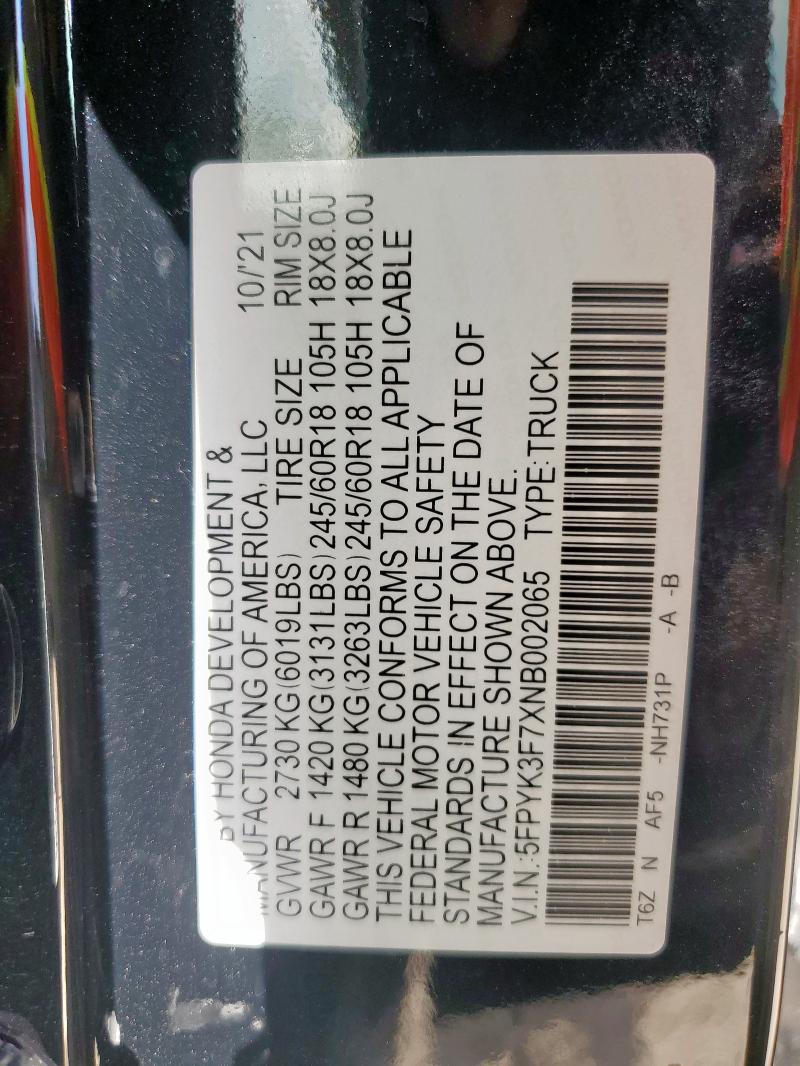 BY HONDA DEVELOPMENT &
MANUFACTURING OF AMERICA, LLC 10/'21
GVWR 2730 KG (6019LBS) TIRE SIZE RIM SIZE
GAWR F 1420 KG (3131LBS) 245/60R18 105H 18X8.0J
GAWR R 1480 KG (3263LBS) 245/60R18 105H 18X8.0J
THIS VEHICLE CONFORMS TO ALL APPLICABLE
FEDERAL MOTOR VEHICLE SAFETY
STANDARDS IN EFFECT ON THE DATE OF
MANUFACTURE SHOWN ABOVE.
V.I.N.:5FPYK3F7XNB002065 TYPE:TRUCK
T6Z N AF5 -NH731P -A -B